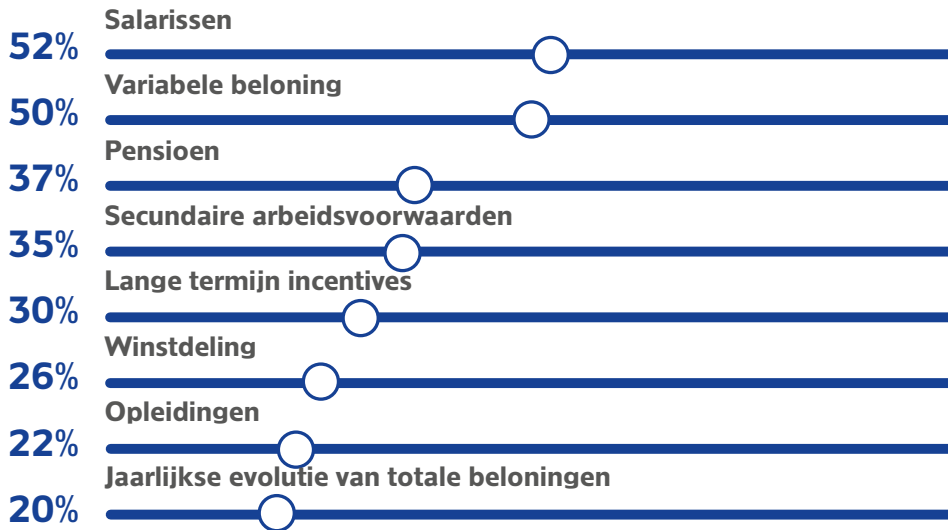 Salarissen
52%
Variabele beloning
50%
Pensioen
37%
Secundaire arbeidsvoorwaarden
35%
Lange termijn incentives
30%
Winstdeling
26%
Opleidingen
22%
Jaarlijkse evolutie van totale beloningen
20%